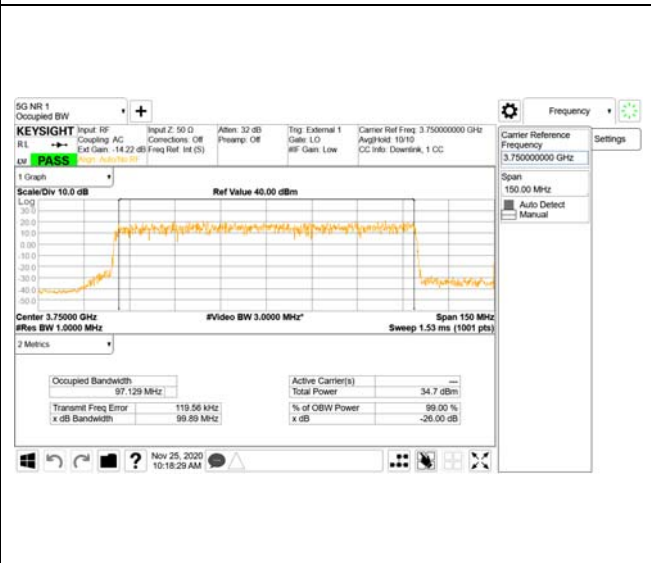 5G NR 1
Occupied BW
Frequency
KEYSIGHT
Input: RF
Coupling: AC
Ext Gain: -14.22 dB
Align: Auto/No RF
Input Z: 50 Ω
Corrections: Off
Freq Ref: Int (S)
Atten: 32 dB
Preamp: Off
Trig: External 1
Gate: LO
#IF Gain: Low
Carrier Ref Freq: 3.750000000 GHz
Avg|Hold: 10/10
CC Info: Downlink, 1 CC
RL
PASS
Carrier Reference
Frequency
3.750000000 GHz
Settings
Span
150.00 MHz
Auto Detect
Manual
1 Graph
Scale/Div 10.0 dB
Ref Value 40.00 dBm
Log
30.0
20.0
10.0
0.00
-10.0
-20.0
-30.0
-40.0
-50.0
Center 3.75000 GHz
#Video BW 3.0000 MHz*
Span 150 MHz
#Res BW 1.0000 MHz
Sweep 1.53 ms (1001 pts)
2 Metrics
Occupied Bandwidth
97.129 MHz
Active Carrier(s) —
Total Power 34.7 dBm
Transmit Freq Error 119.56 kHz
x dB Bandwidth 99.89 MHz
% of OBW Power 99.00 %
x dB -26.00 dB
Nov 25, 2020
10:18:29 AM